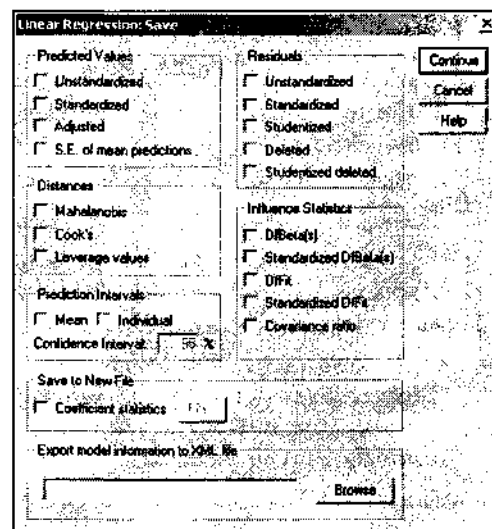 Linear Regression: Save
Predicted Values
Unstandardized
Standardized
Adjusted
S.E. of mean predictions
Residuals
Unstandardized
Standardized
Studentized
Deleted
Studentized deleted
Continue
Cancel
Help
Distances
Mahalanobis
Cook's
Leverage values
Influence Statistics
DfBeta(s)
Standardized DfBeta(s)
DfFit
Standardized DfFit
Covariance ratio
Prediction Intervals
Mean Individual
Confidence Interval: 95 %
Save to New File
Coefficient statistics
Export model information to XML file
Browse